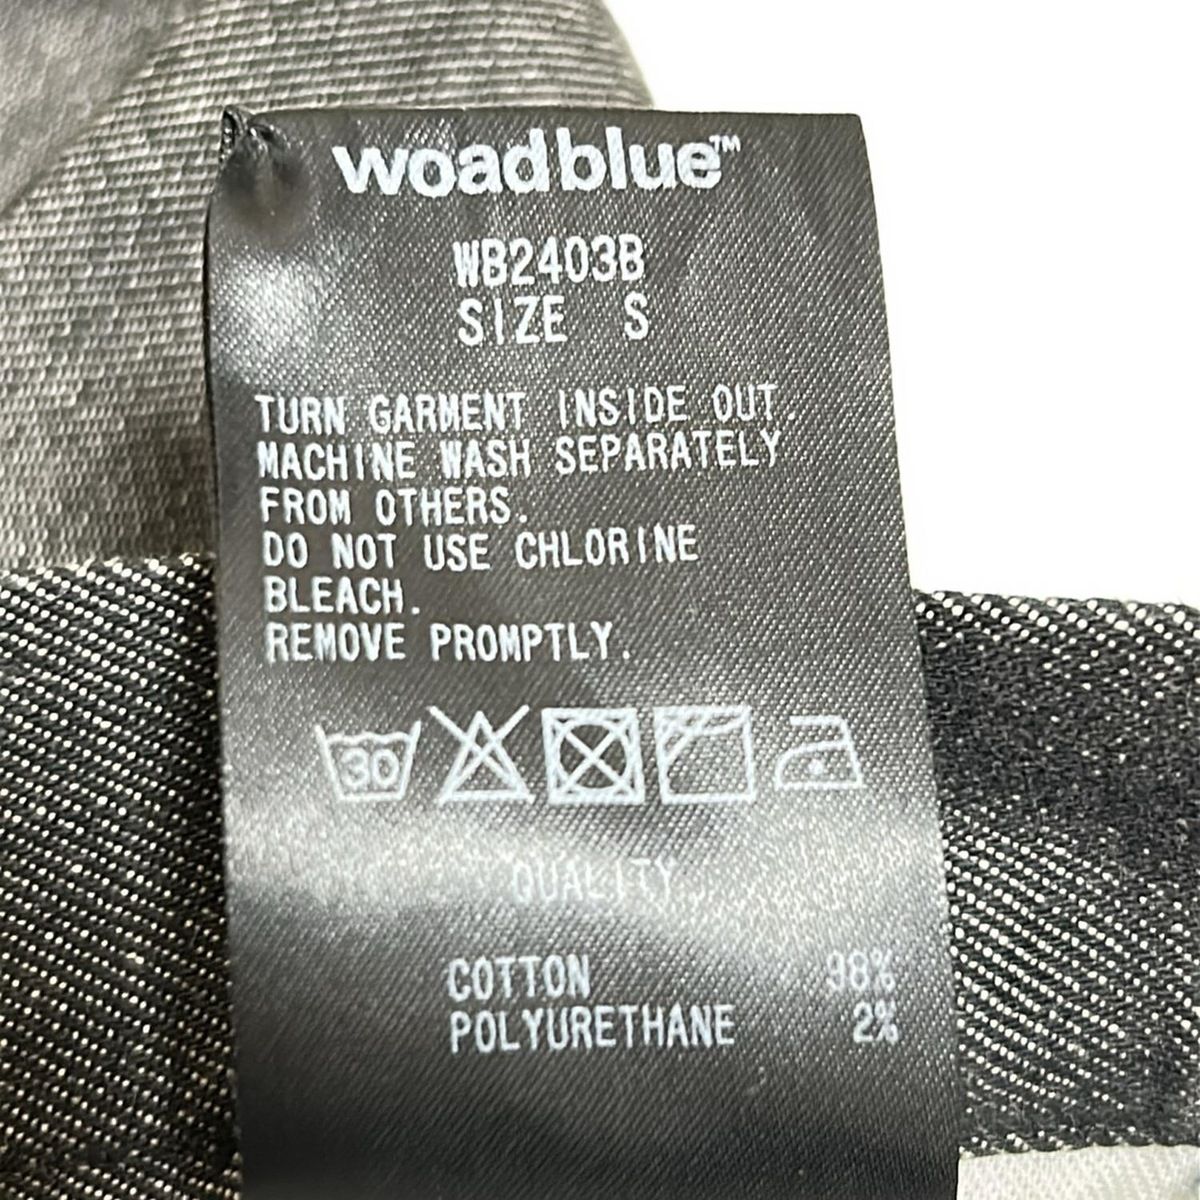 woadblue™
WB2403B
SIZE S
TURN GARMENT INSIDE OUT.
MACHINE WASH SEPARATELY
FROM OTHERS.
DO NOT USE CHLORINE
BLEACH.
REMOVE PROMPTLY.
30
QUALITY
COTTON 98%
POLYURETHANE 2%